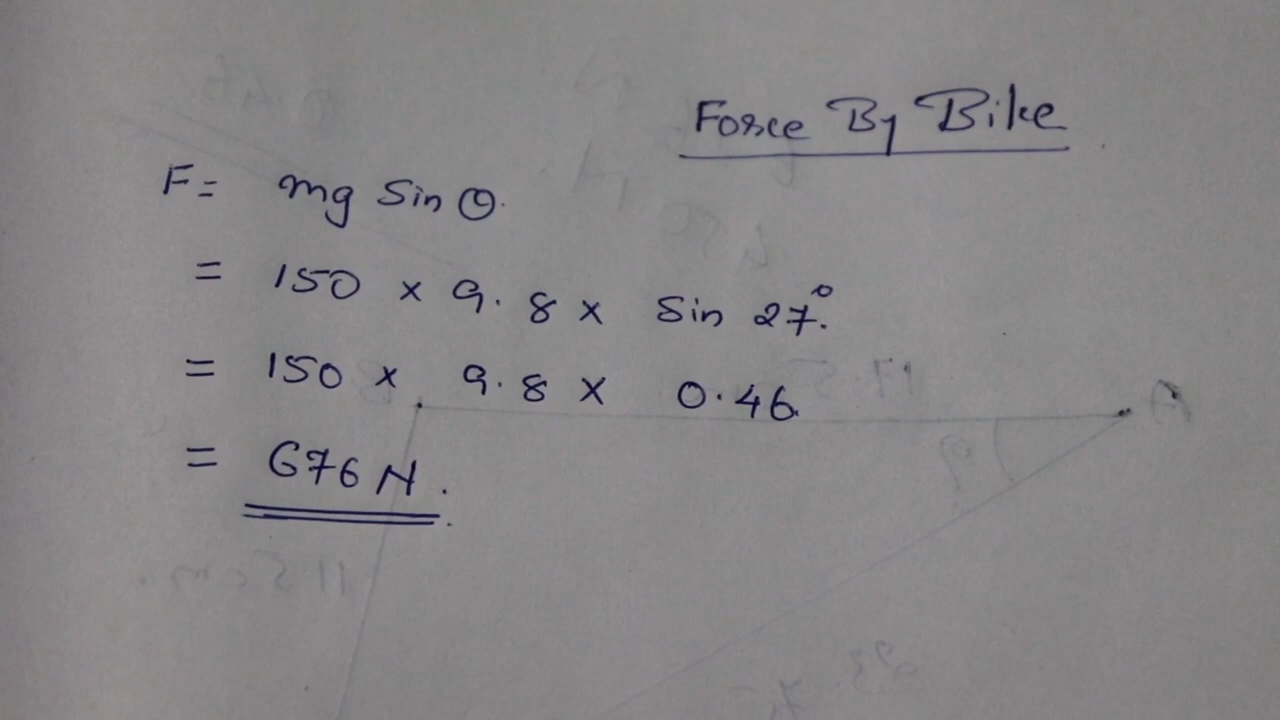 Force By Bike
F = mg Sin θ.
= 150 x 9.8 x Sin 27°.
= 150 x 9.8 x 0.46.
= 676 N.